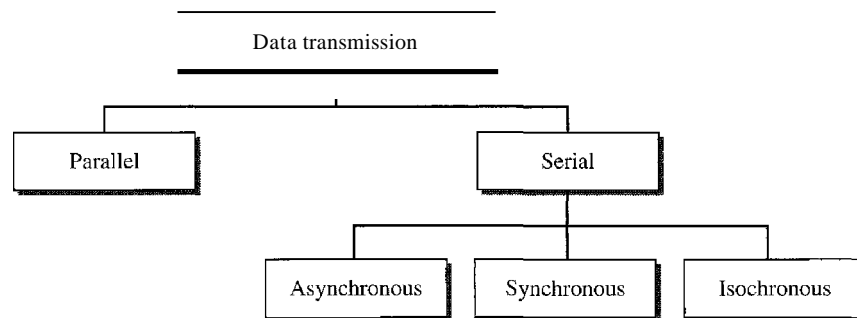 Data transmission
Parallel
Serial
Asynchronous
Synchronous
Isochronous